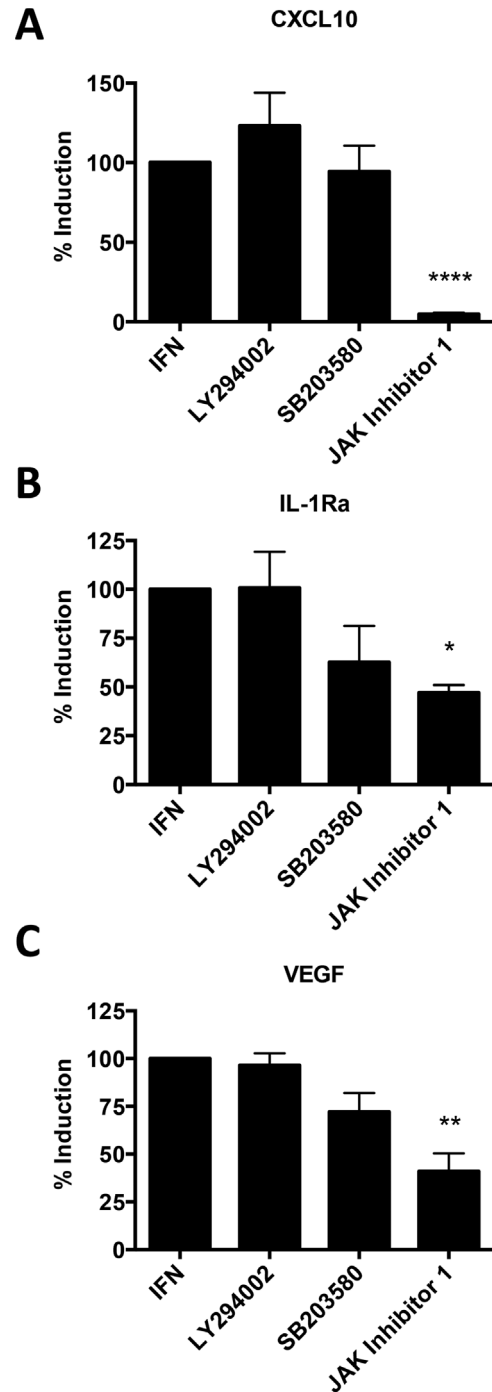 A
CXCL10
% Induction
150
100
50
0
****
IFN
LY294002
SB203580
JAK Inhibitor 1
B
IL-1Ra
% Induction
125
100
75
50
25
0
*
IFN
LY294002
SB203580
JAK Inhibitor 1
C
VEGF
% Induction
125
100
75
50
25
0
**
IFN
LY294002
SB203580
JAK Inhibitor 1